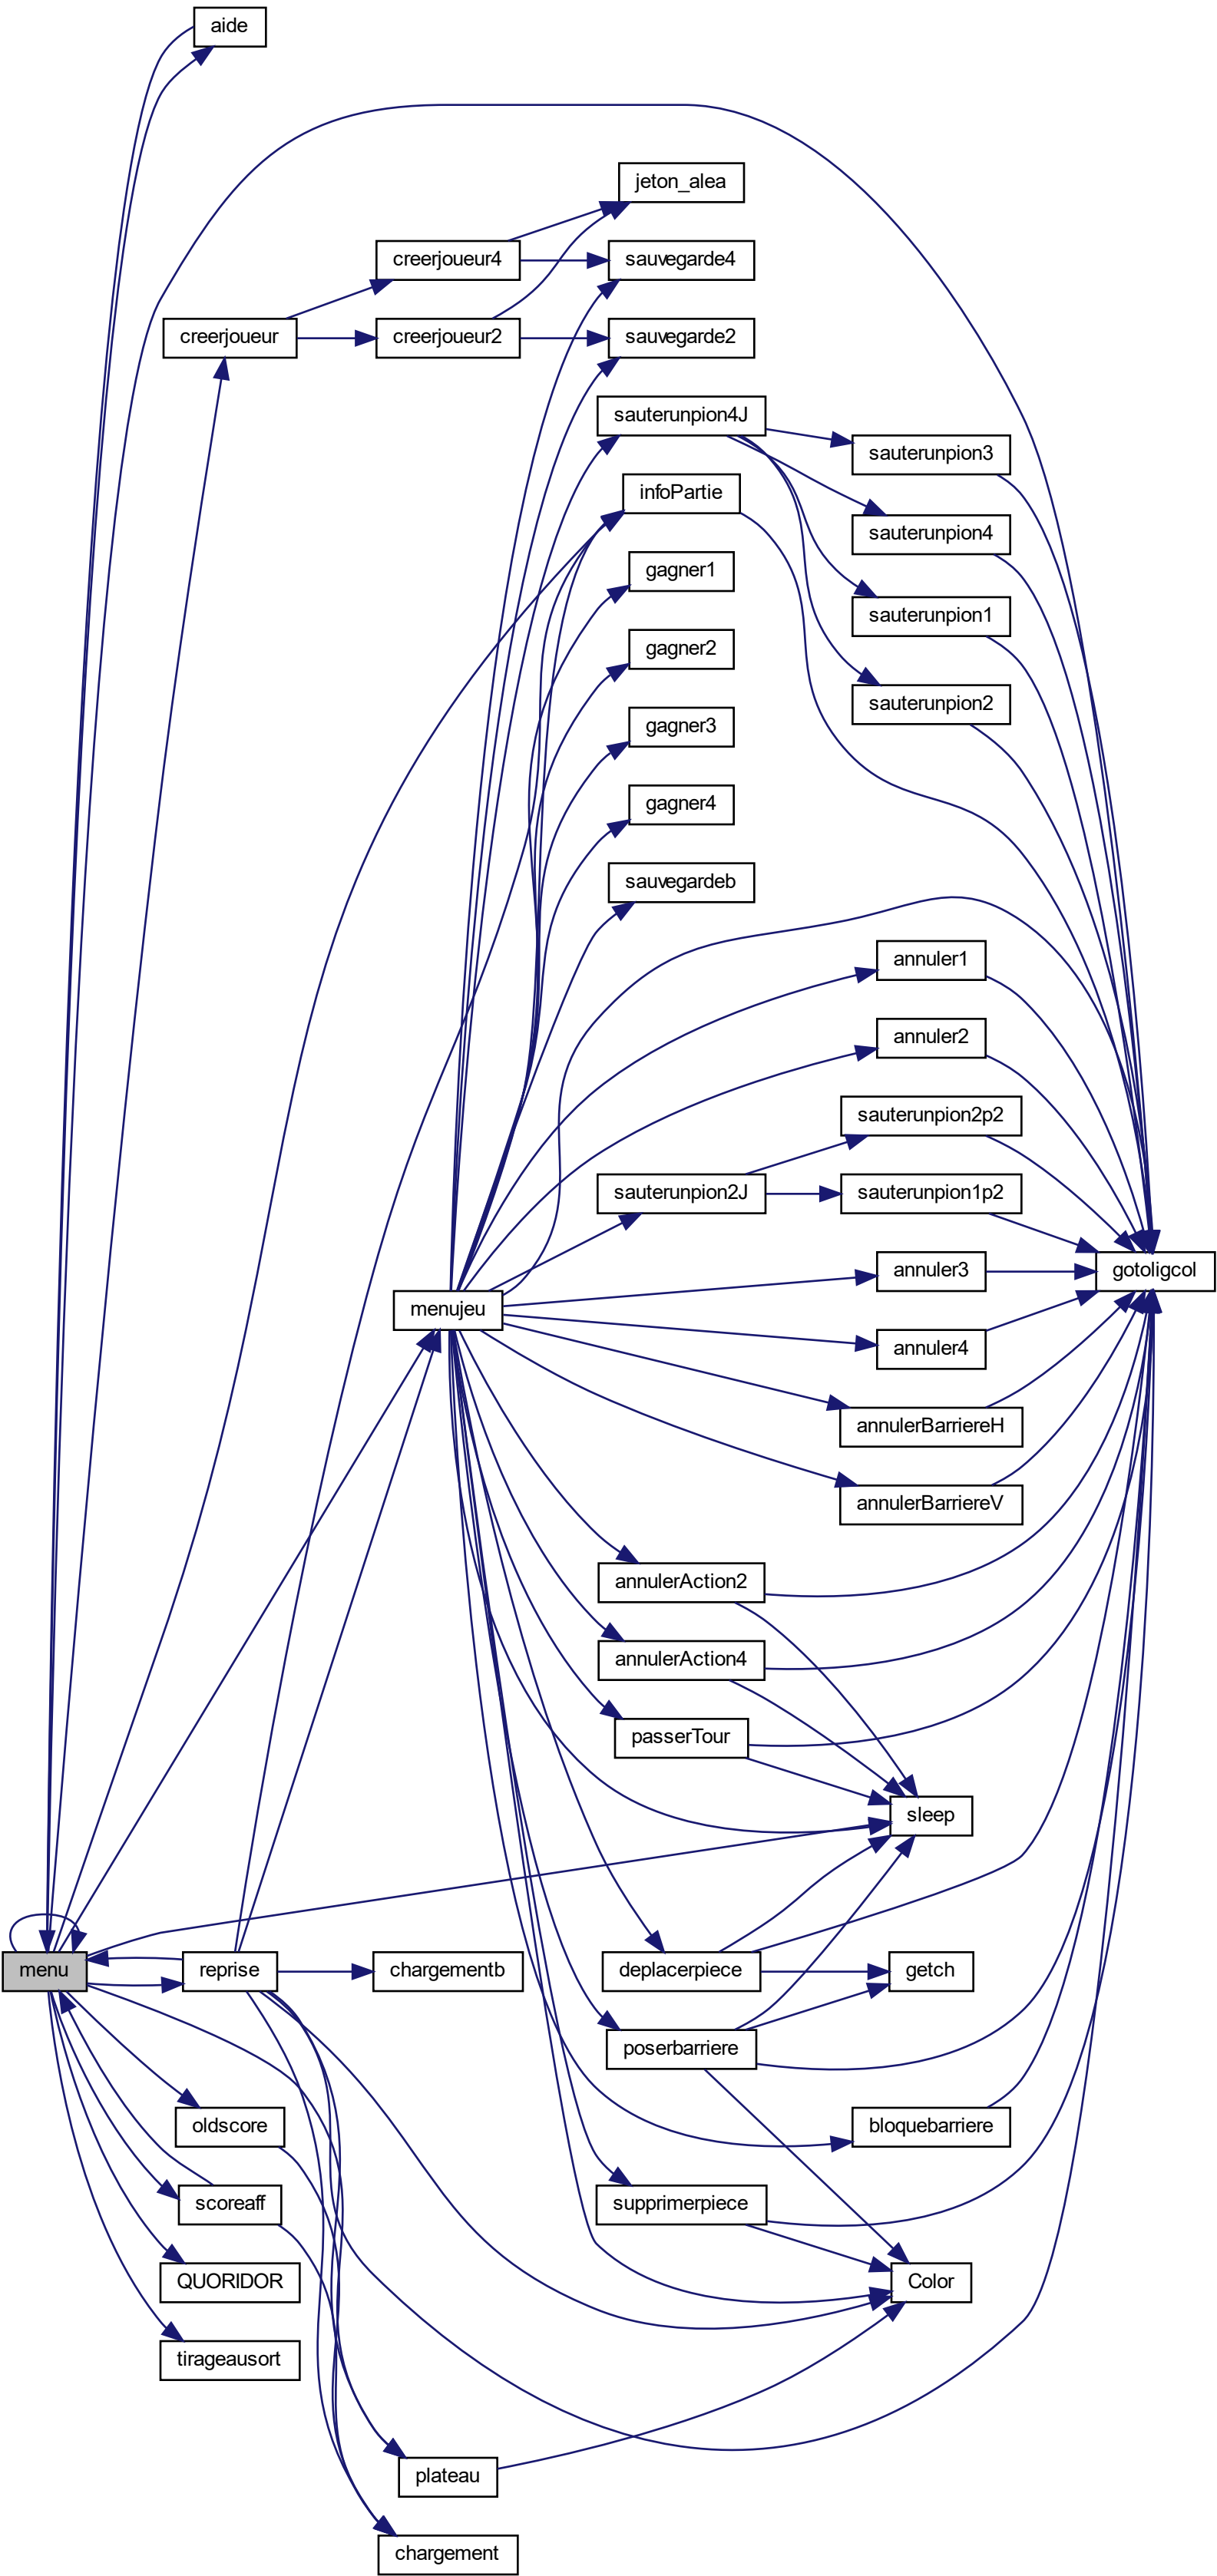 aide
jeton_alea
creerjoueur4
sauvegarde4
creerjoueur
creerjoueur2
sauvegarde2
sauterunpion4J
sauterunpion3
infoPartie
sauterunpion4
gagner1
sauterunpion1
gagner2
sauterunpion2
gagner3
gagner4
sauvegardeb
annuler1
annuler2
sauterunpion2p2
sauterunpion2J
sauterunpion1p2
annuler3
gotoligcol
menujeu
annuler4
annulerBarriereH
annulerBarriereV
annulerAction2
annulerAction4
passerTour
sleep
menu
reprise
chargementb
deplacerpiece
getch
poserbarriere
oldscore
bloquebarriere
scoreaff
supprimerpiece
QUORIDOR
Color
tirageausort
plateau
chargement